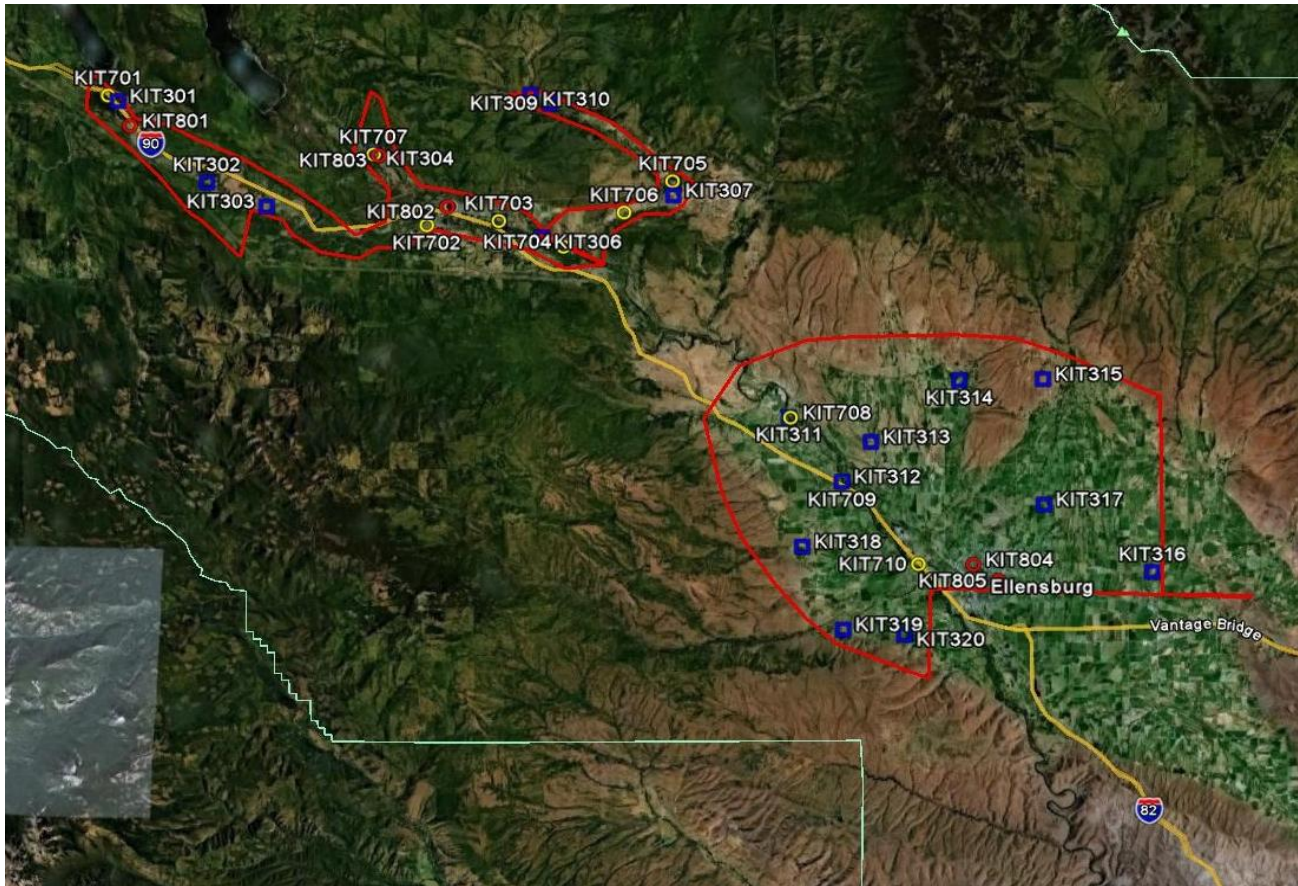 KIT701
KIT301
KIT801
90
KIT302
KIT303
KIT707
KIT803
KIT304
KIT309
KIT310
KIT705
KIT307
KIT706
KIT802
KIT703
KIT702
KIT704
KIT306
KIT315
KIT314
KIT708
KIT311
KIT313
KIT312
KIT709
KIT317
KIT318
KIT316
KIT710
KIT804
KIT805
Ellensburg
KIT319
KIT320
Vantage Bridge
82